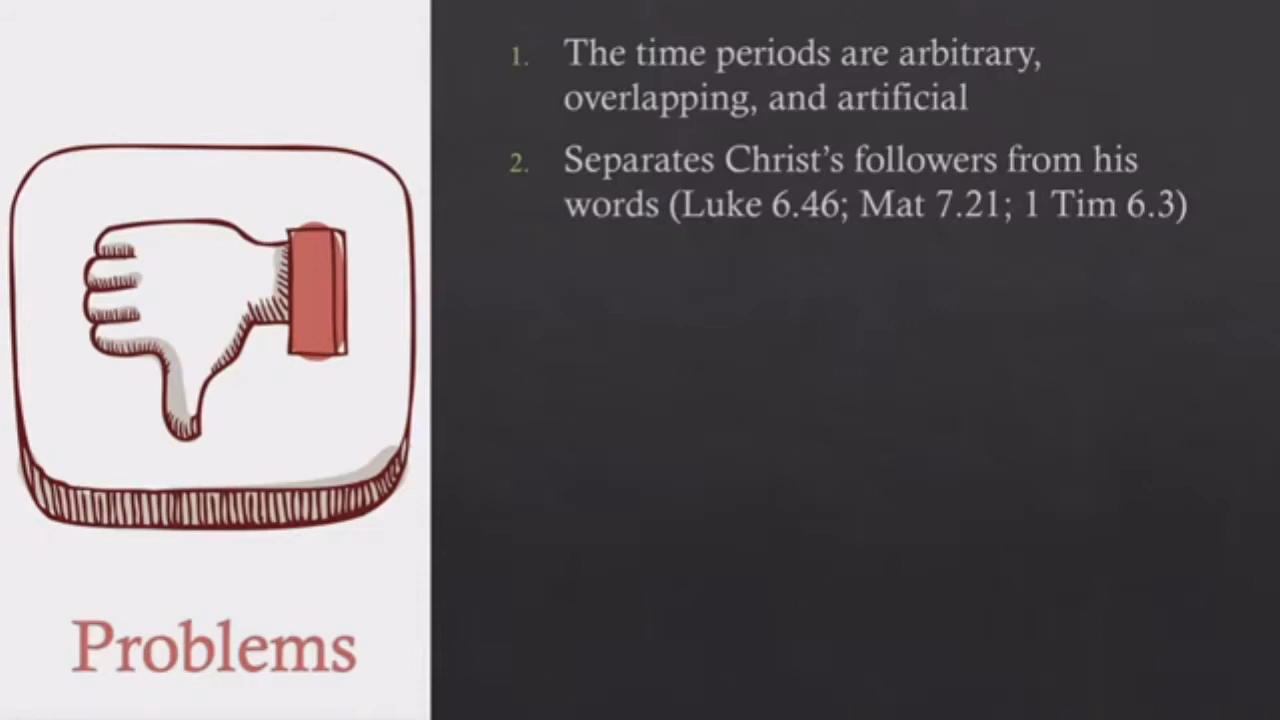 1. The time periods are arbitrary,
overlapping, and artificial
2. Separates Christ’s followers from his
words (Luke 6.46; Mat 7.21; 1 Tim 6.3)
Problems